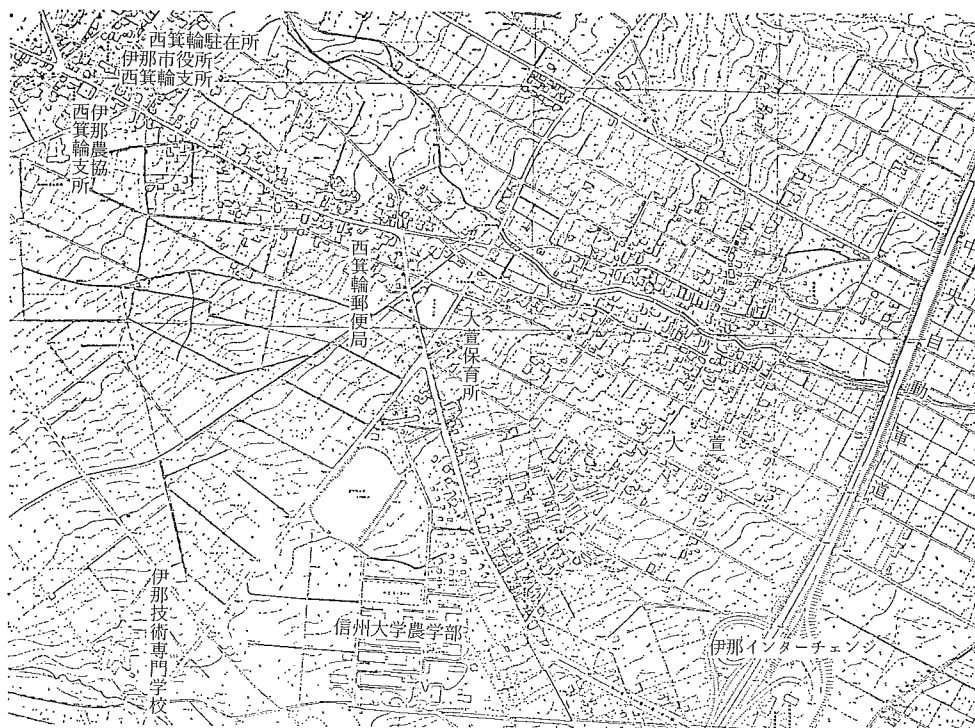 西箕輪駐在所
伊那市役所
西箕輪支所
伊那農協
西箕輪支所
西箕輪郵便局
大萱保育所
大萱
自動車道
伊那技術専門学校
信州大学農学部
伊那インターチェンジ